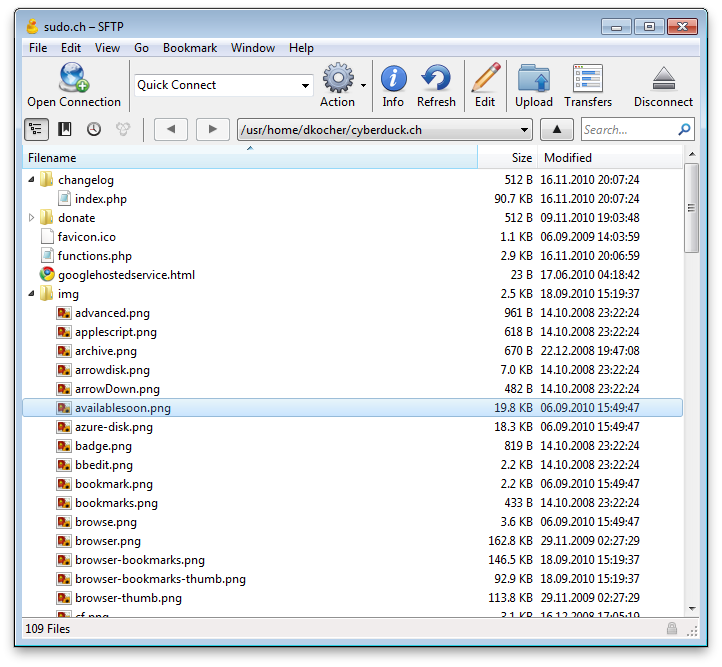 sudo.ch – SFTP
File Edit View Go Bookmark Window Help
Open Connection Quick Connect Action Info Refresh Edit Upload Transfers Disconnect
/usr/home/dkocher/cyberduck.ch Search...
Filename Size Modified
changelog 512 B 16.11.2010 20:07:24
index.php 90.7 KB 16.11.2010 20:07:24
donate 512 B 09.11.2010 19:03:48
favicon.ico 1.1 KB 06.09.2009 14:03:59
functions.php 2.9 KB 16.11.2010 20:06:59
googlehostedservice.html 23 B 17.06.2010 04:18:42
img 2.5 KB 18.09.2010 15:19:37
advanced.png 961 B 14.10.2008 23:22:24
applescript.png 618 B 14.10.2008 23:22:24
archive.png 670 B 22.12.2008 19:47:08
arrowdisk.png 7.0 KB 14.10.2008 23:22:24
arrowDown.png 482 B 14.10.2008 23:22:24
availablesoon.png 19.8 KB 06.09.2010 15:49:47
azure-disk.png 18.3 KB 06.09.2010 15:49:47
badge.png 819 B 14.10.2008 23:22:24
bbedit.png 2.2 KB 14.10.2008 23:22:24
bookmark.png 2.2 KB 06.09.2010 15:49:47
bookmarks.png 433 B 14.10.2008 23:22:24
browse.png 3.6 KB 06.09.2010 15:49:47
browser.png 162.8 KB 29.11.2009 02:27:29
browser-bookmarks.png 146.5 KB 18.09.2010 15:19:37
browser-bookmarks-thumb.png 92.9 KB 18.09.2010 15:19:37
browser-thumb.png 113.8 KB 29.11.2009 02:27:29
cf.png 3.1 KB 16.12.2008 17:05:19
109 Files